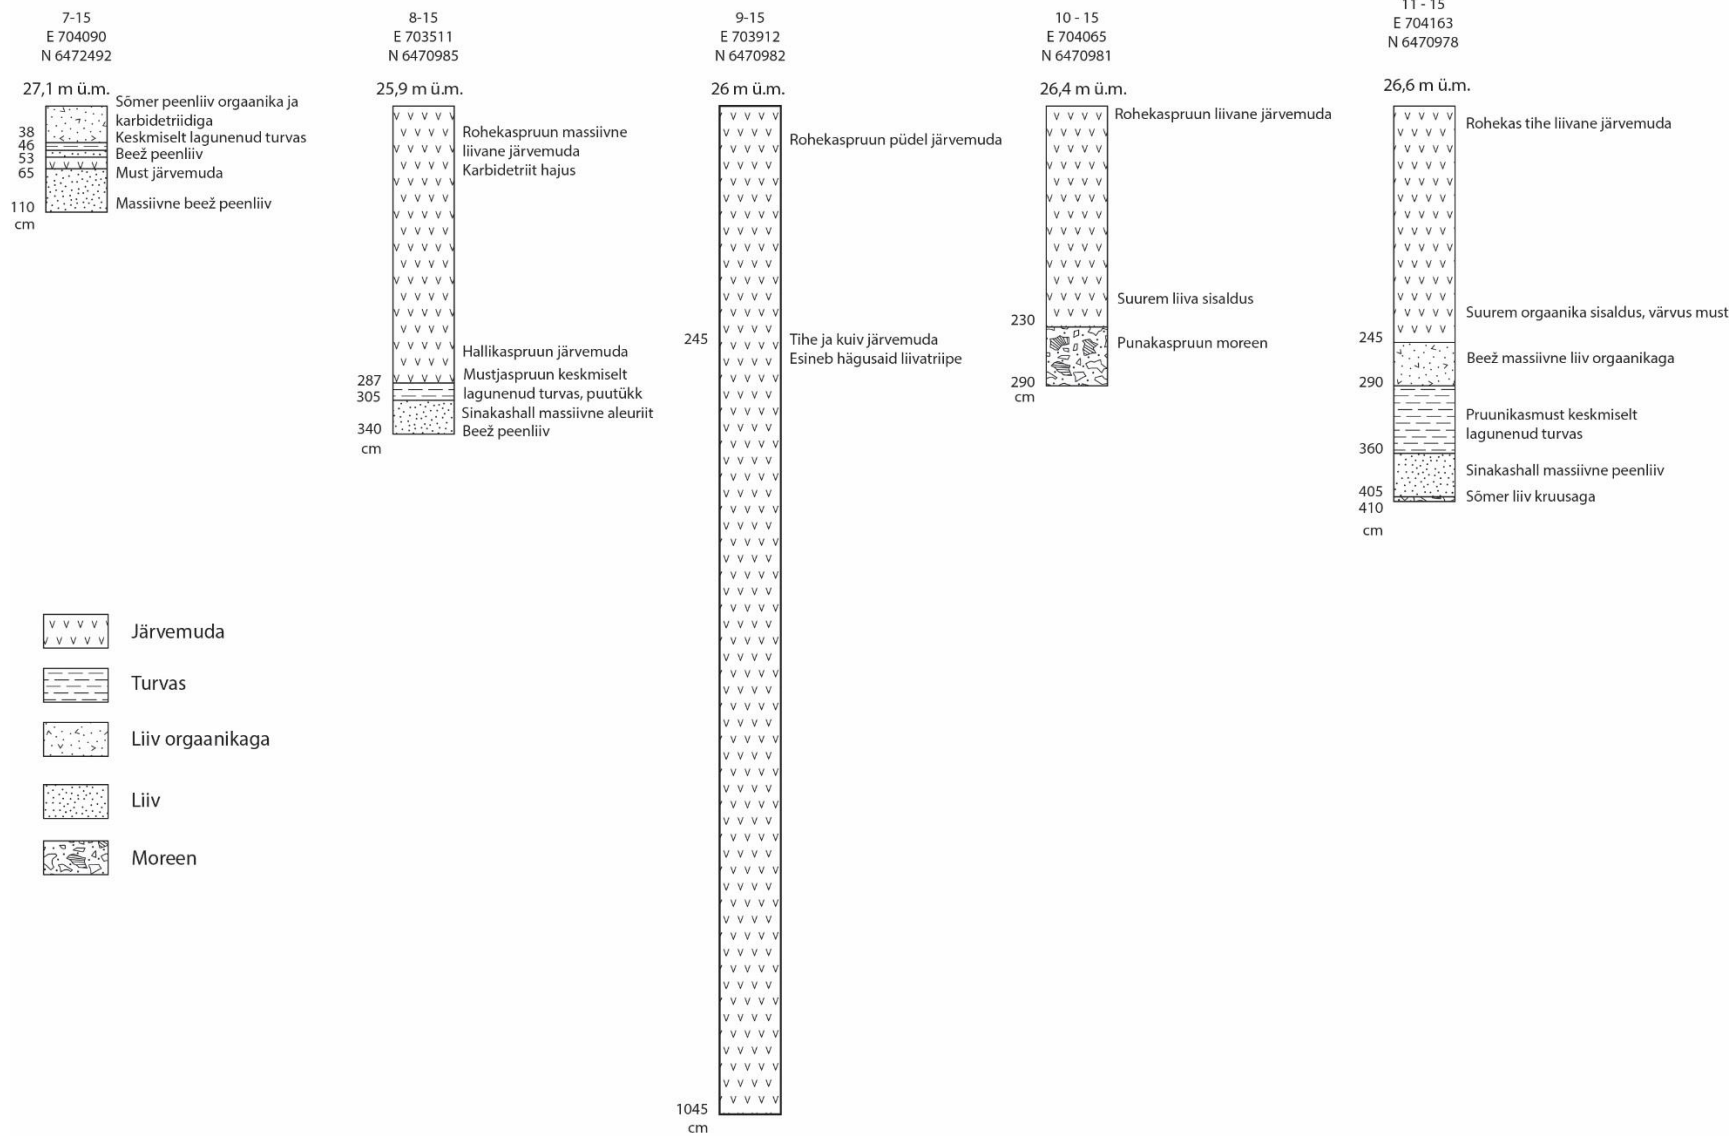 7-15
E 704090
N 6472492
27,1 m ü.m.
Sõmer peenliiv orgaanika ja
karbidetriidiga
38
Keskmiselt lagunenud turvas
46
Beež peenliiv
53
65
Must järvemuda
Massiivne beež peenliiv
110
cm
8-15
E 703511
N 6470985
25,9 m ü.m.
Rohekaspruun massiivne
liivane järvemuda
Karbidetriit hajus
Hallikaspruun järvemuda
287
Mustjaspruun keskmiselt
lagunenud turvas, puutükk
305
Sinakashall massiivne aleuriit
340
Beež peenliiv
cm
9-15
E 703912
N 6470982
26 m ü.m.
Rohekaspruun püdel järvemuda
245
Tihe ja kuiv järvemuda
Esineb hägusaid liivatriipe
1045
cm
10 - 15
E 704065
N 6470981
26,4 m ü.m.
Rohekaspruun liivane järvemuda
Suurem liiva sisaldus
230
Punakaspruun moreen
290
cm
11 - 15
E 704163
N 6470978
26,6 m ü.m.
Rohekas tihe liivane järvemuda
Suurem orgaanika sisaldus, värvus must
245
Beež massiivne liiv orgaanikaga
290
Pruunikasmust keskmiselt
lagunenud turvas
360
Sinakashall massiivne peenliiv
405
Sõmer liiv kruusaga
410
cm
Järvemuda
Turvas
Liiv orgaanikaga
Liiv
Moreen